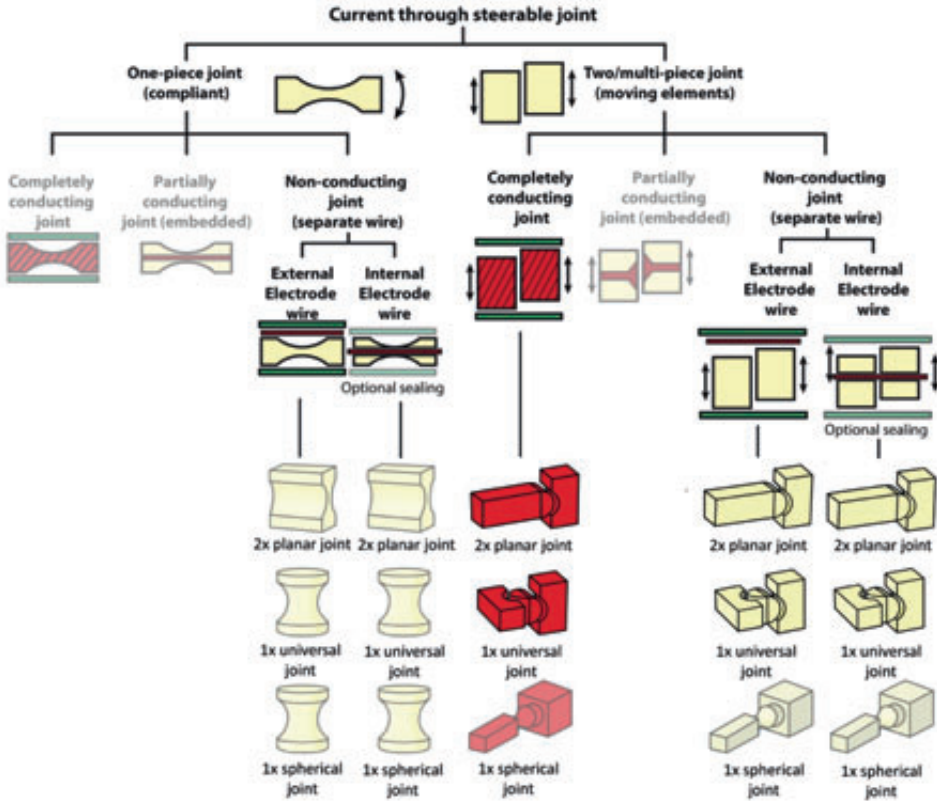 Current through steerable joint
One-piece joint
(compliant)
Two/multi-piece joint
(moving elements)
Completely
conducting
joint
Partially
conducting
joint (embedded)
Non-conducting
joint
(separate wire)
External
Electrode
wire
Internal
Electrode
wire
Optional sealing
Completely
conducting
joint
Partially
conducting
joint (embedded)
Non-conducting
joint
(separate wire)
External
Electrode
wire
Internal
Electrode
wire
Optional sealing
2x planar joint
2x planar joint
2x planar joint
2x planar joint
2x planar joint
1x universal
joint
1x universal
joint
1x universal
joint
1x universal
joint
1x universal
joint
1x spherical
joint
1x spherical
joint
1x spherical
joint
1x spherical
joint
1x spherical
joint